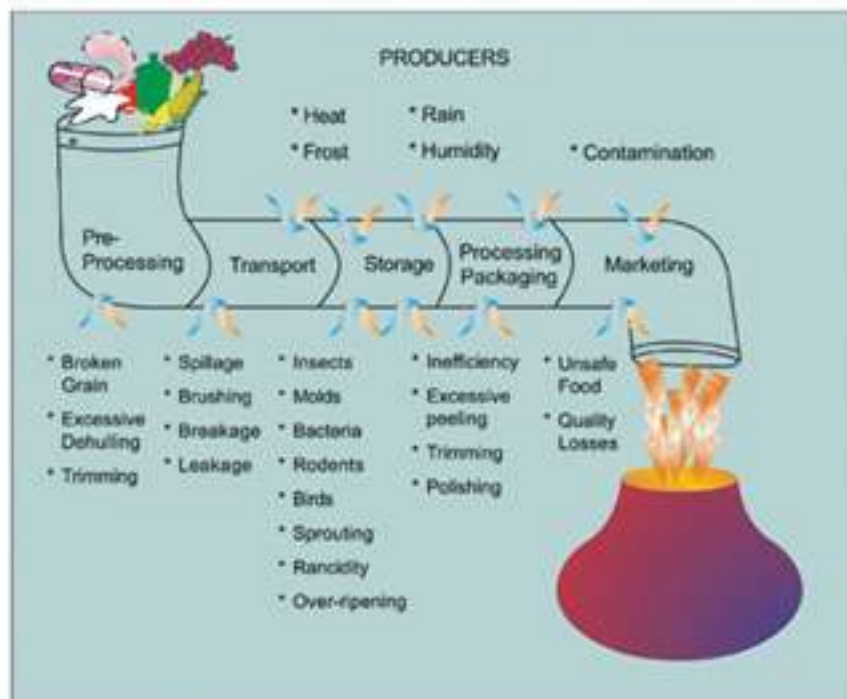 PRODUCERS
* Heat
* Frost
* Rain
* Humidity
* Contamination
Pre-
Processing
Transport
Storage
Processing
Packaging
Marketing
* Broken
Grain
* Excessive
Dehulling
* Trimming
* Spillage
* Brushing
* Breakage
* Leakage
* Insects
* Molds
* Bacteria
* Rodents
* Birds
* Sprouting
* Rancidity
* Over-ripening
* Inefficiency
* Excessive
peeling
* Trimming
* Polishing
* Unsafe
Food
* Quality
Losses